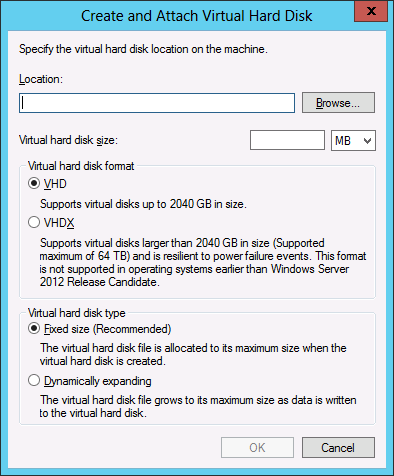 Create and Attach Virtual Hard Disk
x
Specify the virtual hard disk location on the machine.
Location:
Browse...
Virtual hard disk size:
MB
Virtual hard disk format
VHD
Supports virtual disks up to 2040 GB in size.
VHDX
Supports virtual disks larger than 2040 GB in size (Supported
maximum of 64 TB) and is resilient to power failure events. This format
is not supported in operating systems earlier than Windows Server
2012 Release Candidate.
Virtual hard disk type
Fixed size (Recommended)
The virtual hard disk file is allocated to its maximum size when the
virtual hard disk is created.
Dynamically expanding
The virtual hard disk file grows to its maximum size as data is written
to the virtual hard disk.
OK
Cancel